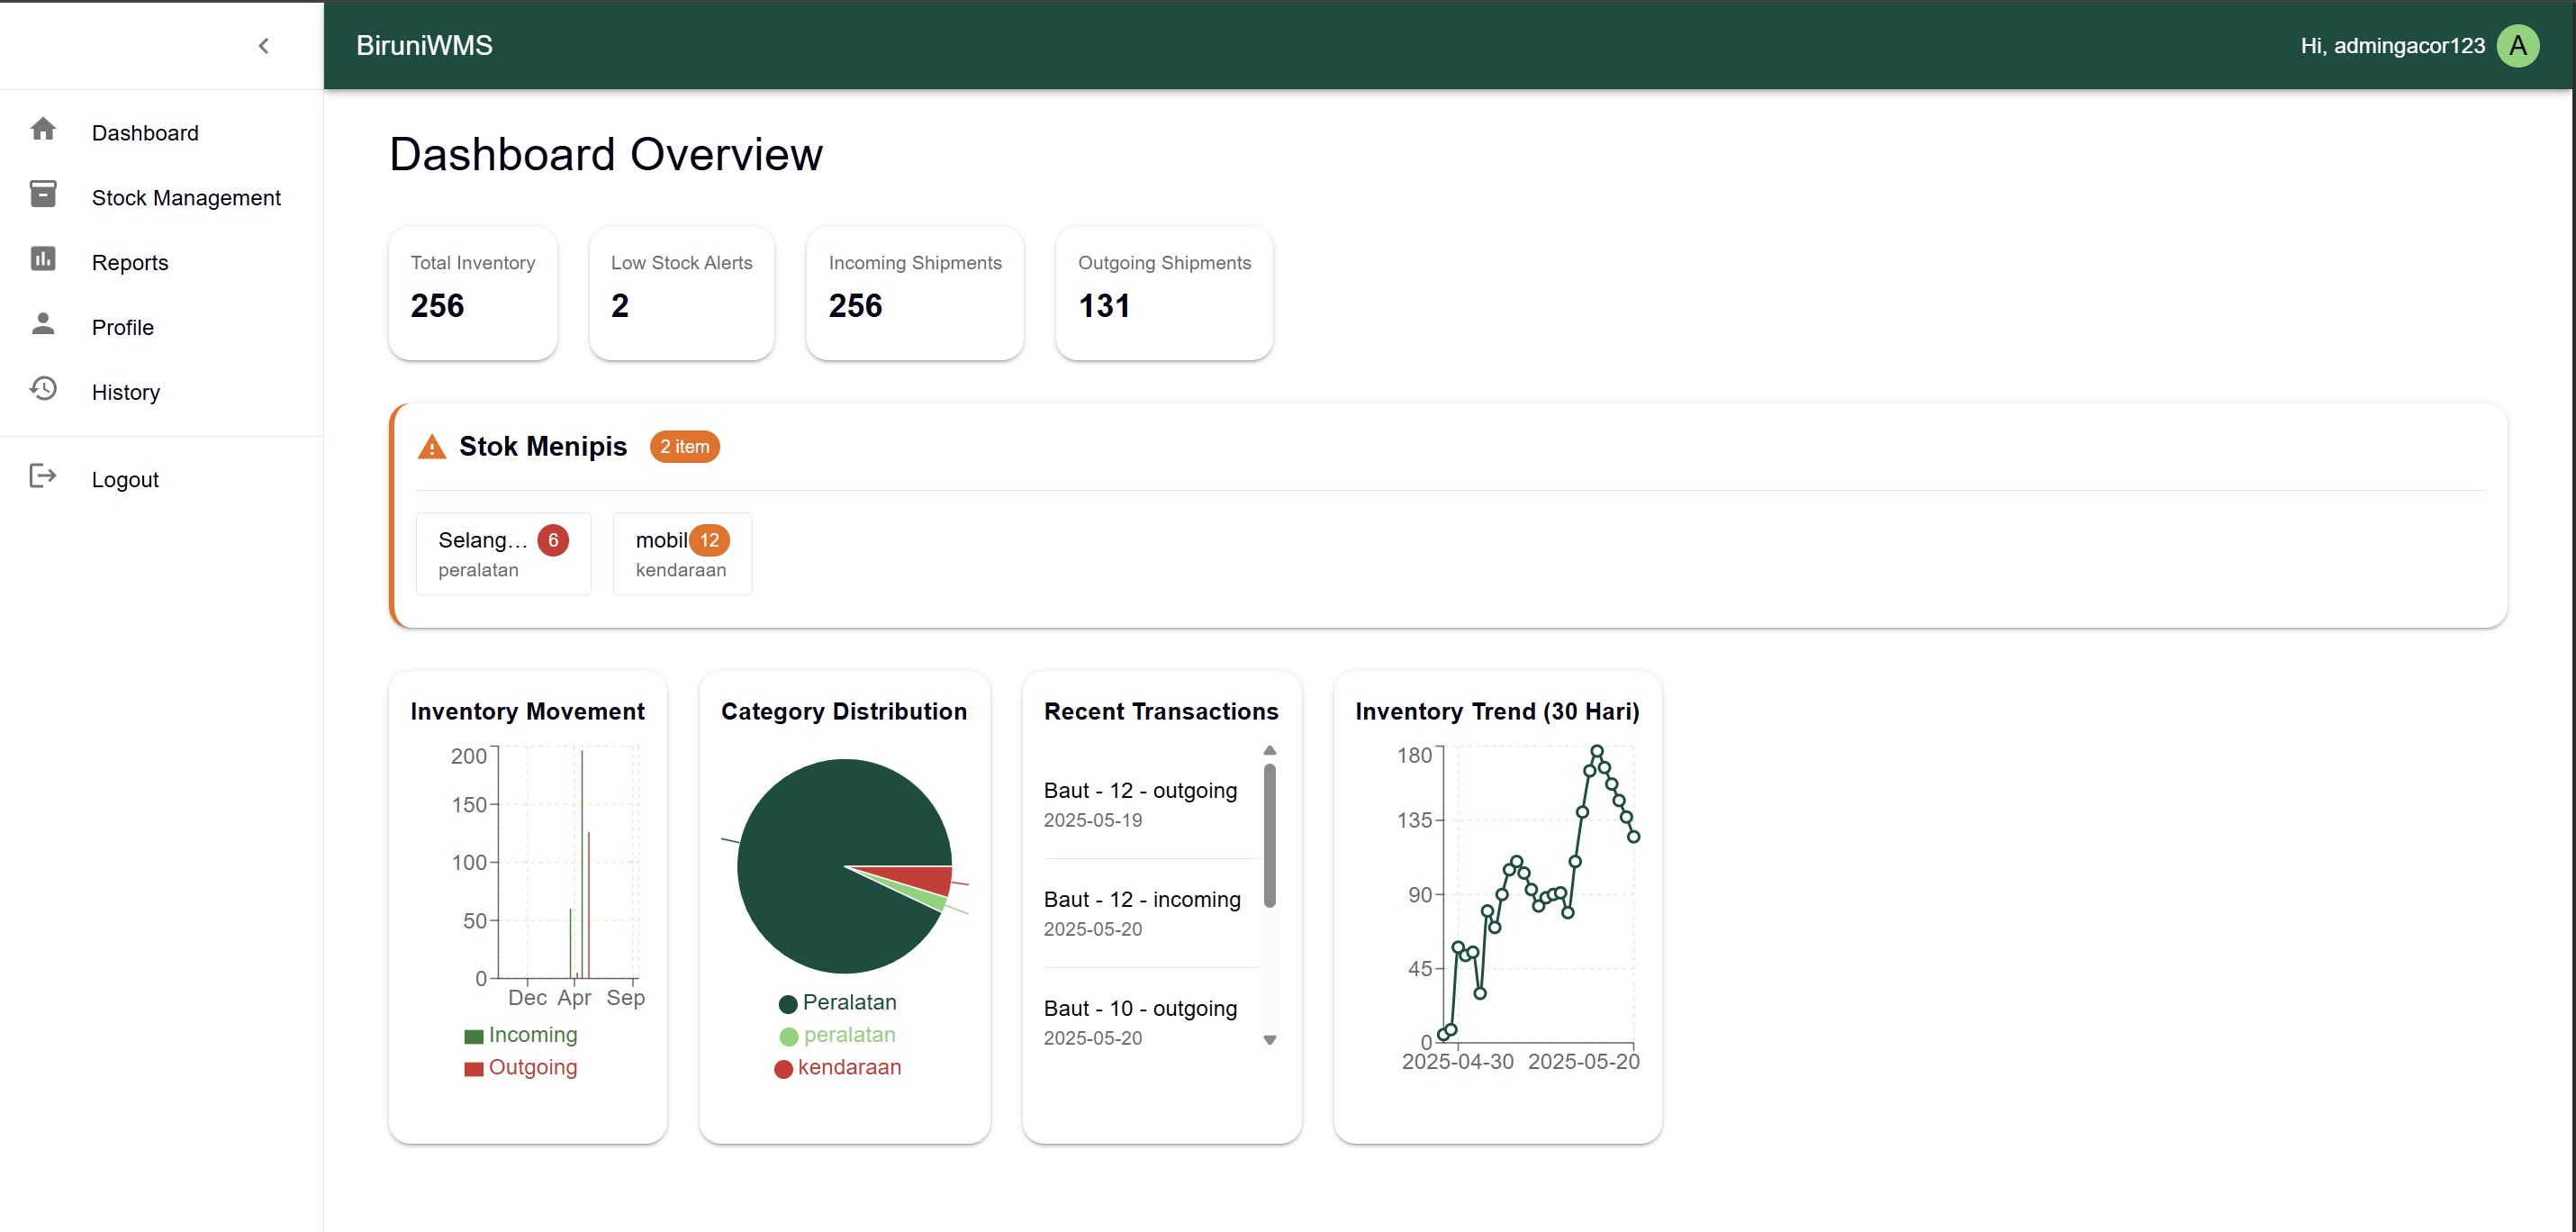 BiruniWMS
Hi, admingacor123
A
Dashboard
Stock Management
Reports
Profile
History
Logout
Dashboard Overview
Total Inventory
256
Low Stock Alerts
2
Incoming Shipments
256
Outgoing Shipments
131
Stok Menipis
2 item
Selang...
6
peralatan
mobil
12
kendaraan
Inventory Movement
200
150
100
50
0
Dec Apr Sep
Incoming
Outgoing
Category Distribution
Peralatan
peralatan
kendaraan
Recent Transactions
Baut - 12 - outgoing
2025-05-19
Baut - 12 - incoming
2025-05-20
Baut - 10 - outgoing
2025-05-20
Inventory Trend (30 Hari)
180
135
90
45
0
2025-04-30 2025-05-20